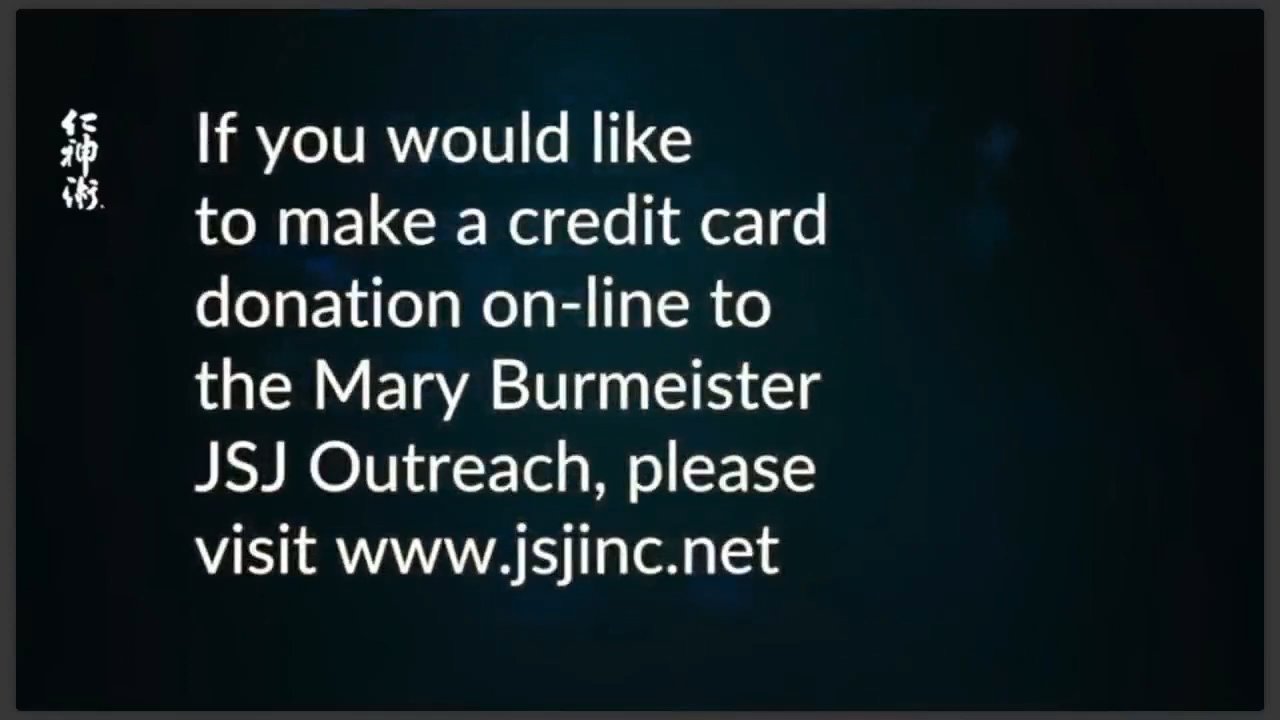 仁神術
If you would like
to make a credit card
donation on-line to
the Mary Burmeister
JSJ Outreach, please
visit www.jsjinc.net